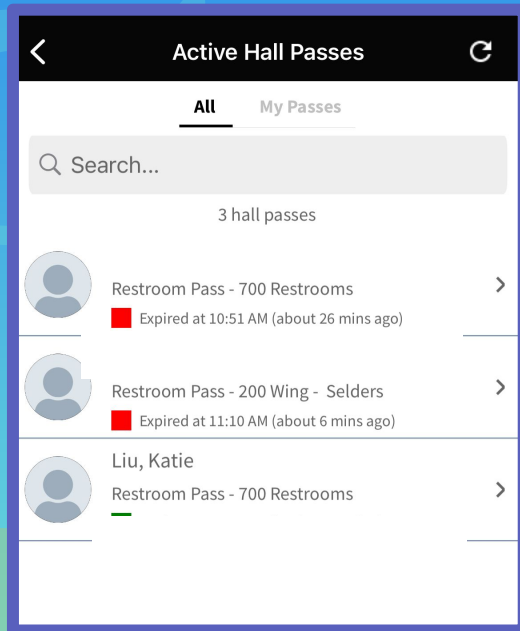 Active Hall Passes
All My Passes
Search...
3 hall passes
Restroom Pass - 700 Restrooms
Expired at 10:51 AM (about 26 mins ago)
Restroom Pass - 200 Wing - Selders
Expired at 11:10 AM (about 6 mins ago)
Liu, Katie
Restroom Pass - 700 Restrooms